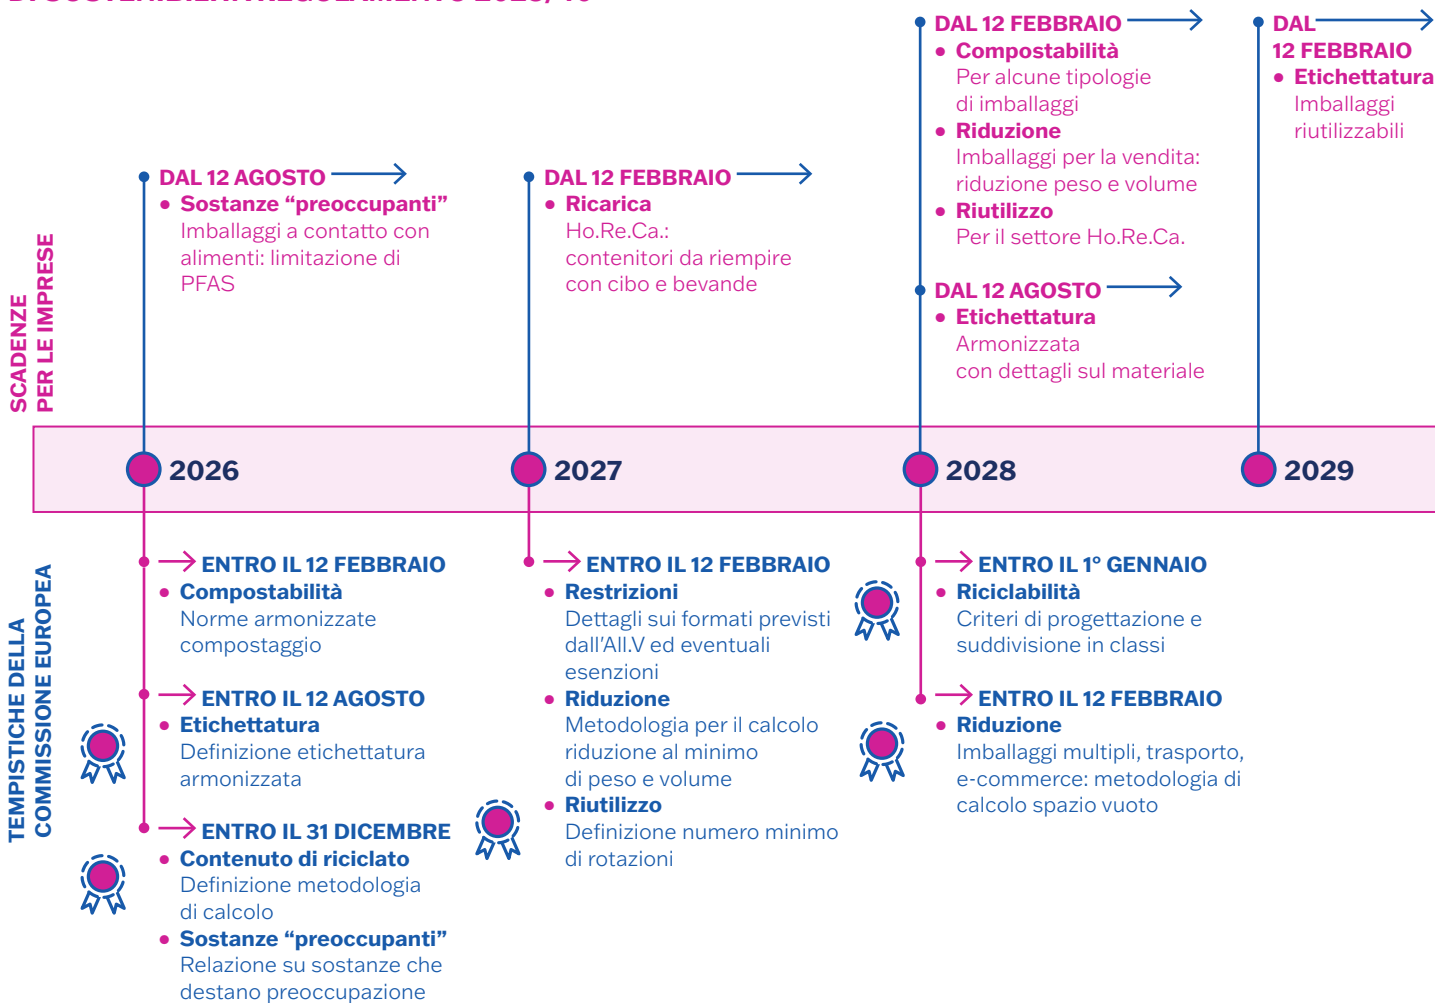 SCADENZE
PER LE IMPRESE
DAL 12 AGOSTO
• Sostanze “preoccupanti”
Imballaggi a contatto con
alimenti: limitazione di
PFAS
DAL 12 FEBBRAIO
• Ricarica
Ho.Re.Ca.:
contenitori da riempire
con cibo e bevande
DAL 12 FEBBRAIO
• Compostabilità
Per alcune tipologie
di imballaggi
• Riduzione
Imballaggi per la vendita:
riduzione peso e volume
• Riutilizzo
Per il settore Ho.Re.Ca.
DAL 12 AGOSTO
• Etichettatura
Armonizzata
con dettagli sul materiale
DAL
12 FEBBRAIO
• Etichettatura
Imballaggi
riutilizzabili
2026
2027
2028
2029
TEMPISTICHE DELLA
COMMISSIONE EUROPEA
ENTRO IL 12 FEBBRAIO
• Compostabilità
Norme armonizzate
compostaggio
ENTRO IL 12 AGOSTO
• Etichettatura
Definizione etichettatura
armonizzata
ENTRO IL 31 DICEMBRE
• Contenuto di riciclato
Definizione metodologia
di calcolo
• Sostanze “preoccupanti”
Relazione su sostanze che
destano preoccupazione
ENTRO IL 12 FEBBRAIO
• Restrizioni
Dettagli sui formati previsti
dall’All.V ed eventuali
esenzioni
• Riduzione
Metodologia per il calcolo
riduzione al minimo
di peso e volume
• Riutilizzo
Definizione numero minimo
di rotazioni
ENTRO IL 1° GENNAIO
• Riciclabilità
Criteri di progettazione e
suddivisione in classi
ENTRO IL 12 FEBBRAIO
• Riduzione
Imballaggi multipli, trasporto,
e-commerce: metodologia di
calcolo spazio vuoto